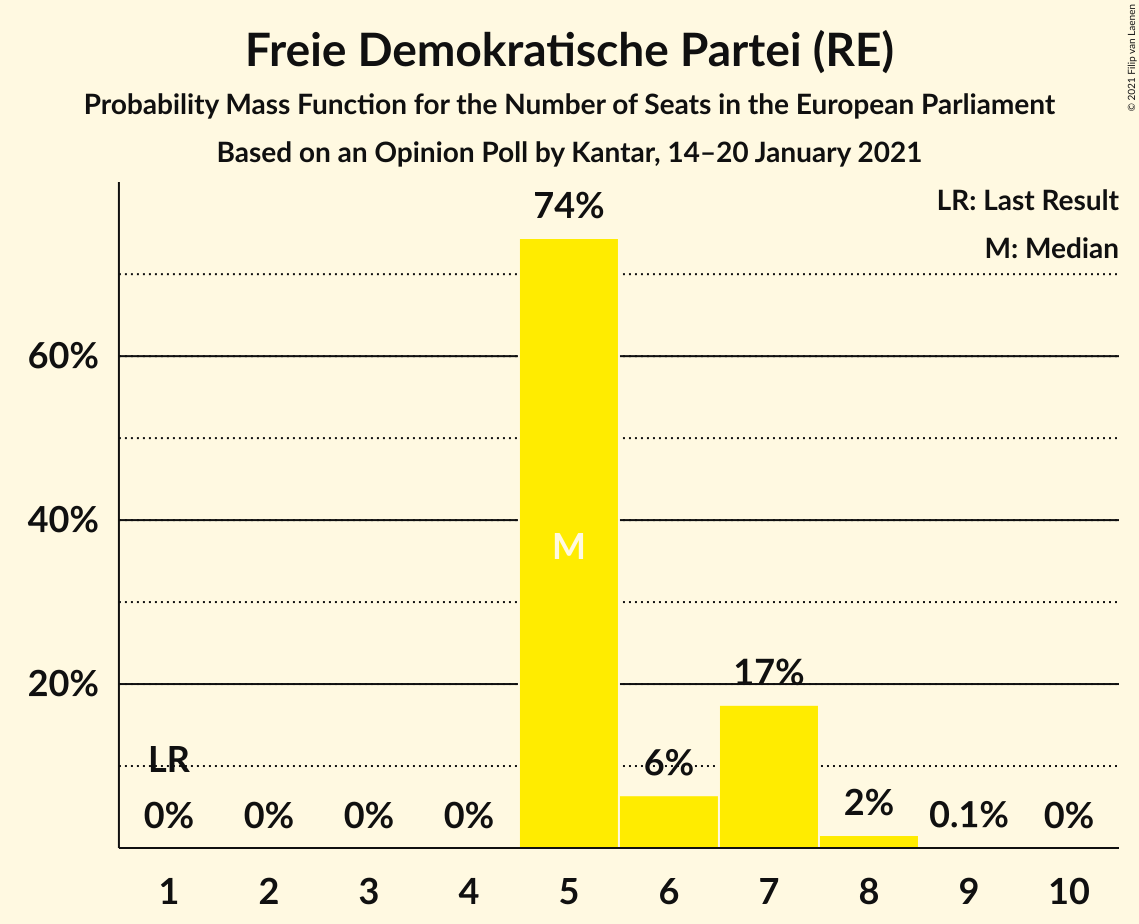 Freie Demokratische Partei (RE)
Probability Mass Function for the Number of Seats in the European Parliament
Based on an Opinion Poll by Kantar, 14–20 January 2021
© 2021 Filip van Laenen
LR: Last Result
M: Median
74%
60%
40%
M
20%
17%
LR
6%
0% 0% 0% 0% 2% 0.1% 0%
1 2 3 4 5 6 7 8 9 10